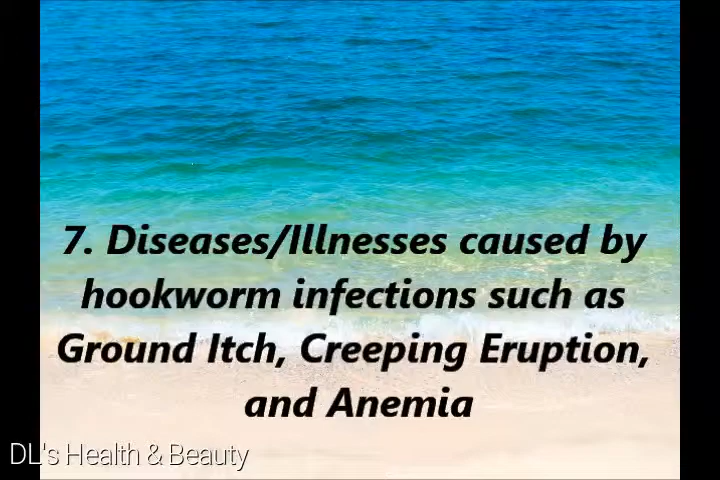 7. Diseases/Illnesses caused by
hookworm infections such as
Ground Itch, Creeping Eruption,
and Anemia
DL's Health & Beauty